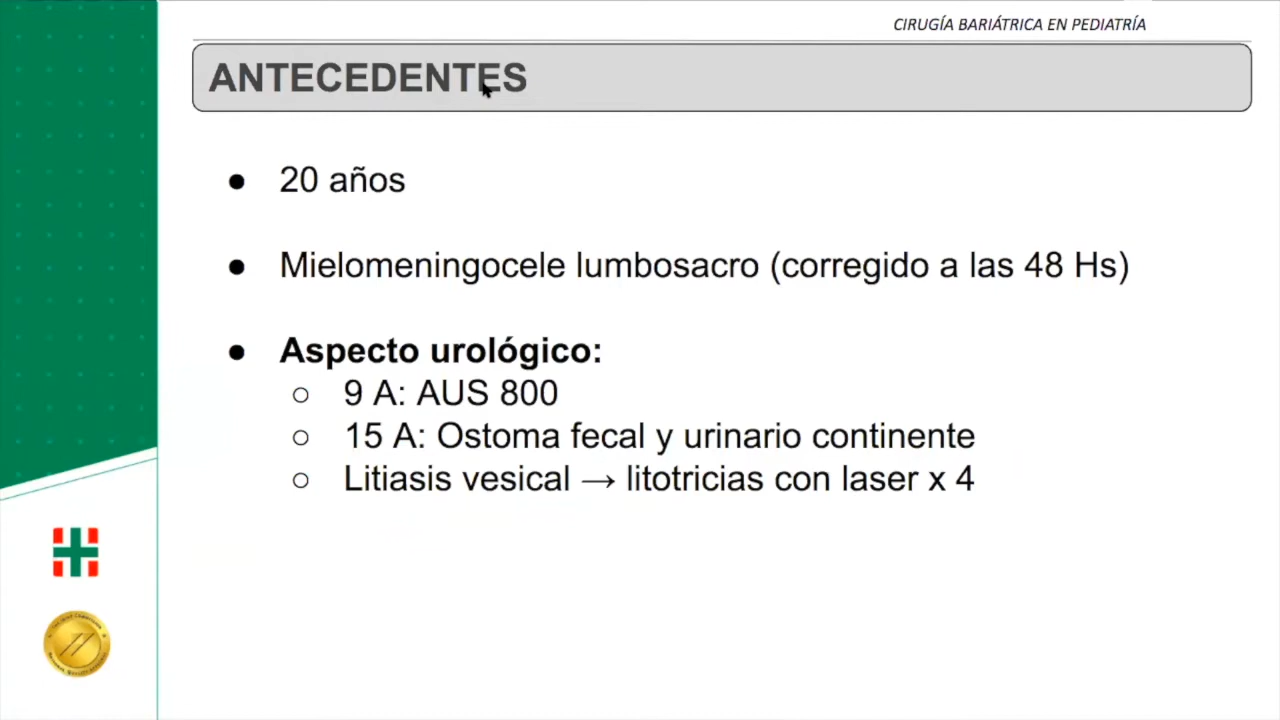 CIRUGÍA BARIÁTRICA EN PEDIATRÍA
ANTECEDENTES
● 20 años
● Mielomeningocele lumbosacro (corregido a las 48 Hs)
● Aspecto urológico:
○ 9 A: AUS 800
○ 15 A: Ostoma fecal y urinario continente
○ Litiasis vesical → litotricias con laser x 4